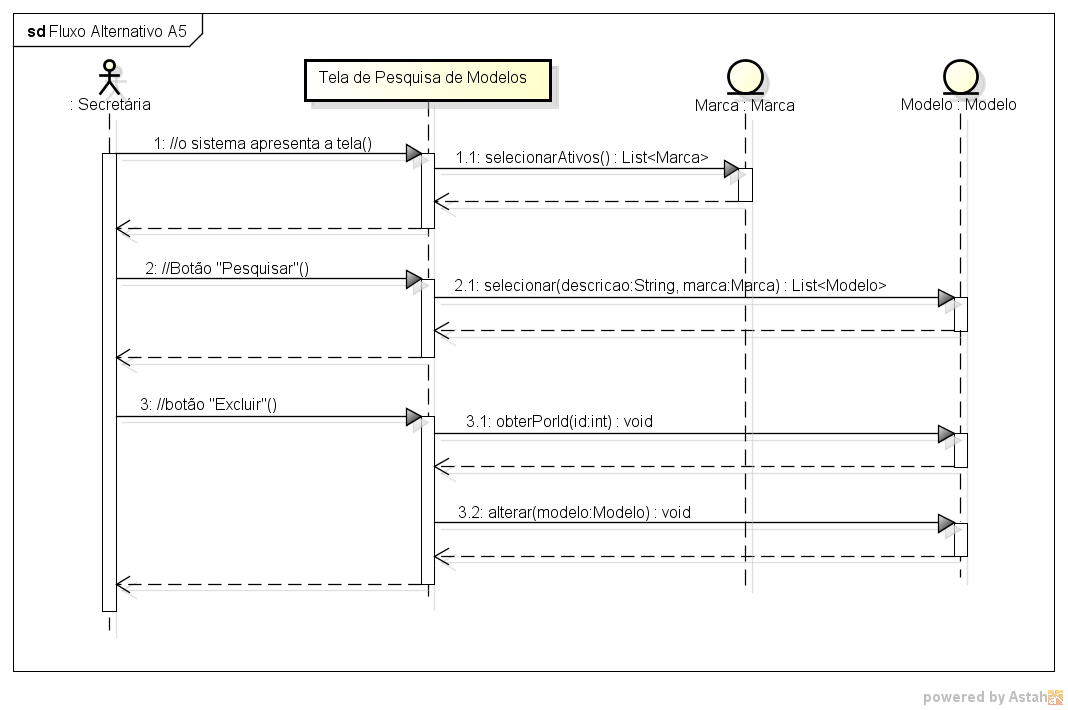 sd Fluxo Alternativo A5
: Secretária
Tela de Pesquisa de Modelos
Marca : Marca
Modelo : Modelo
1: //o sistema apresenta a tela()
1.1: selecionarAtivos() : List<Marca>
2: //Botão "Pesquisar"()
2.1: selecionar(descricao:String, marca:Marca) : List<Modelo>
3: //botão "Excluir"()
3.1: obterPorId(id:int) : void
3.2: alterar(modelo:Modelo) : void
powered by Astah